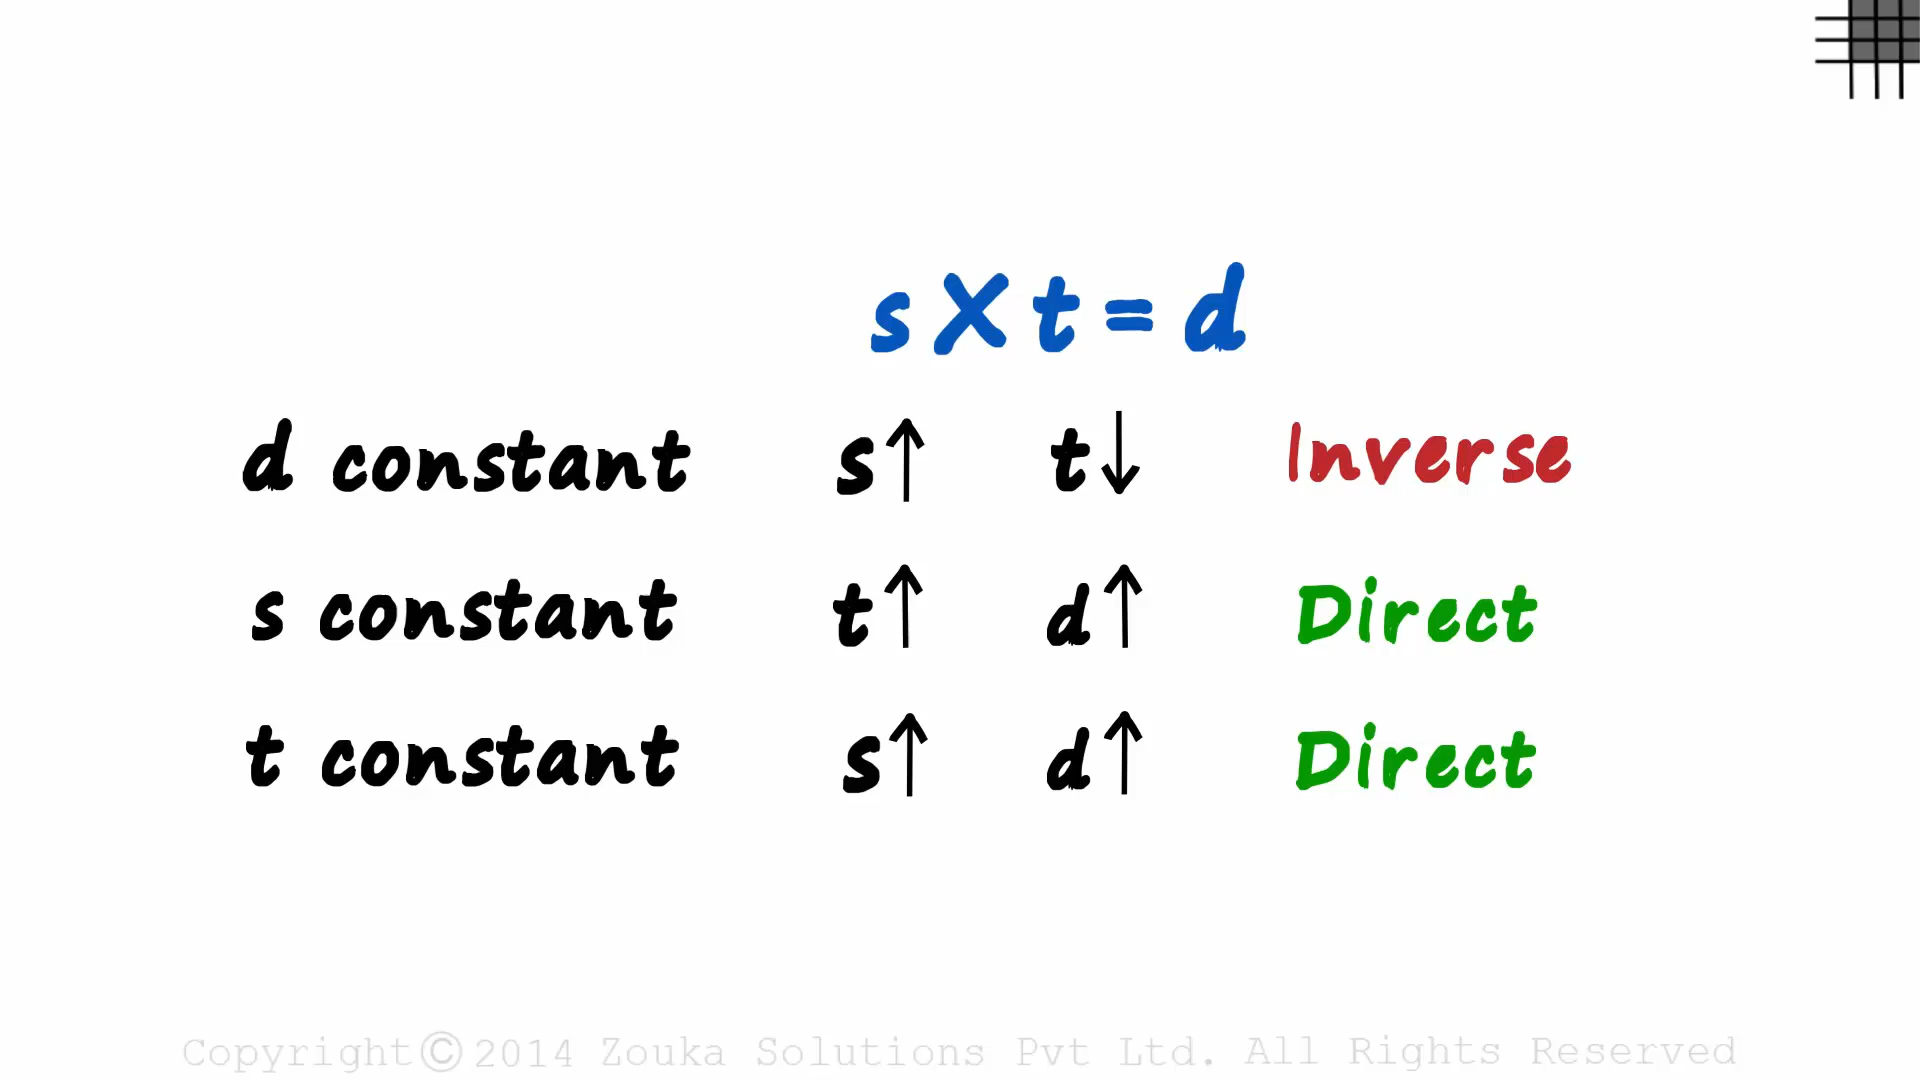 s X t = d
d constant s↑ t↓ Inverse
s constant t↑ d↑ Direct
t constant s↑ d↑ Direct
Copyright©2014 Zouka Solutions Pvt Ltd. All Rights Reserved